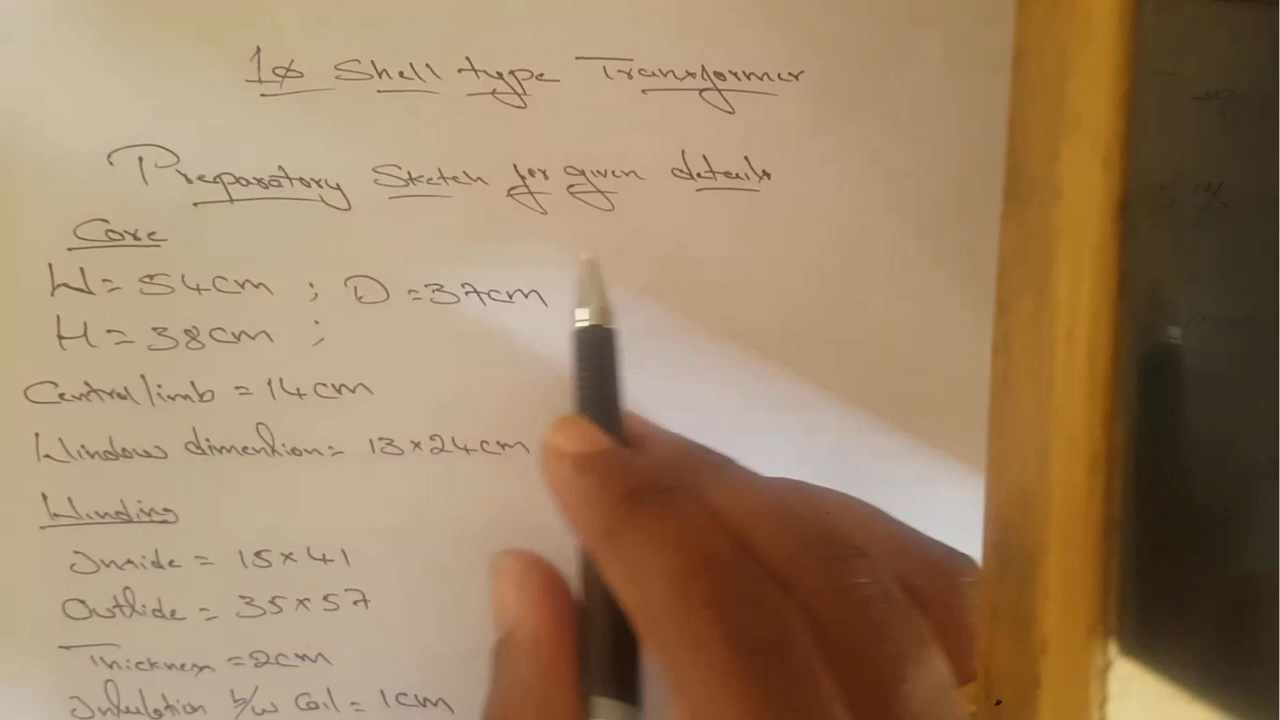 1ø Shell type Transformer
Preparatory Sketch for given details
Core
W = 54cm ; D = 37cm
H = 38cm ;
Central limb = 14cm
Window dimension = 13×24cm
Winding
Inside = 15×41
Outside = 35×57
Thickness = 2cm
Insulation b/w Coil = 1cm